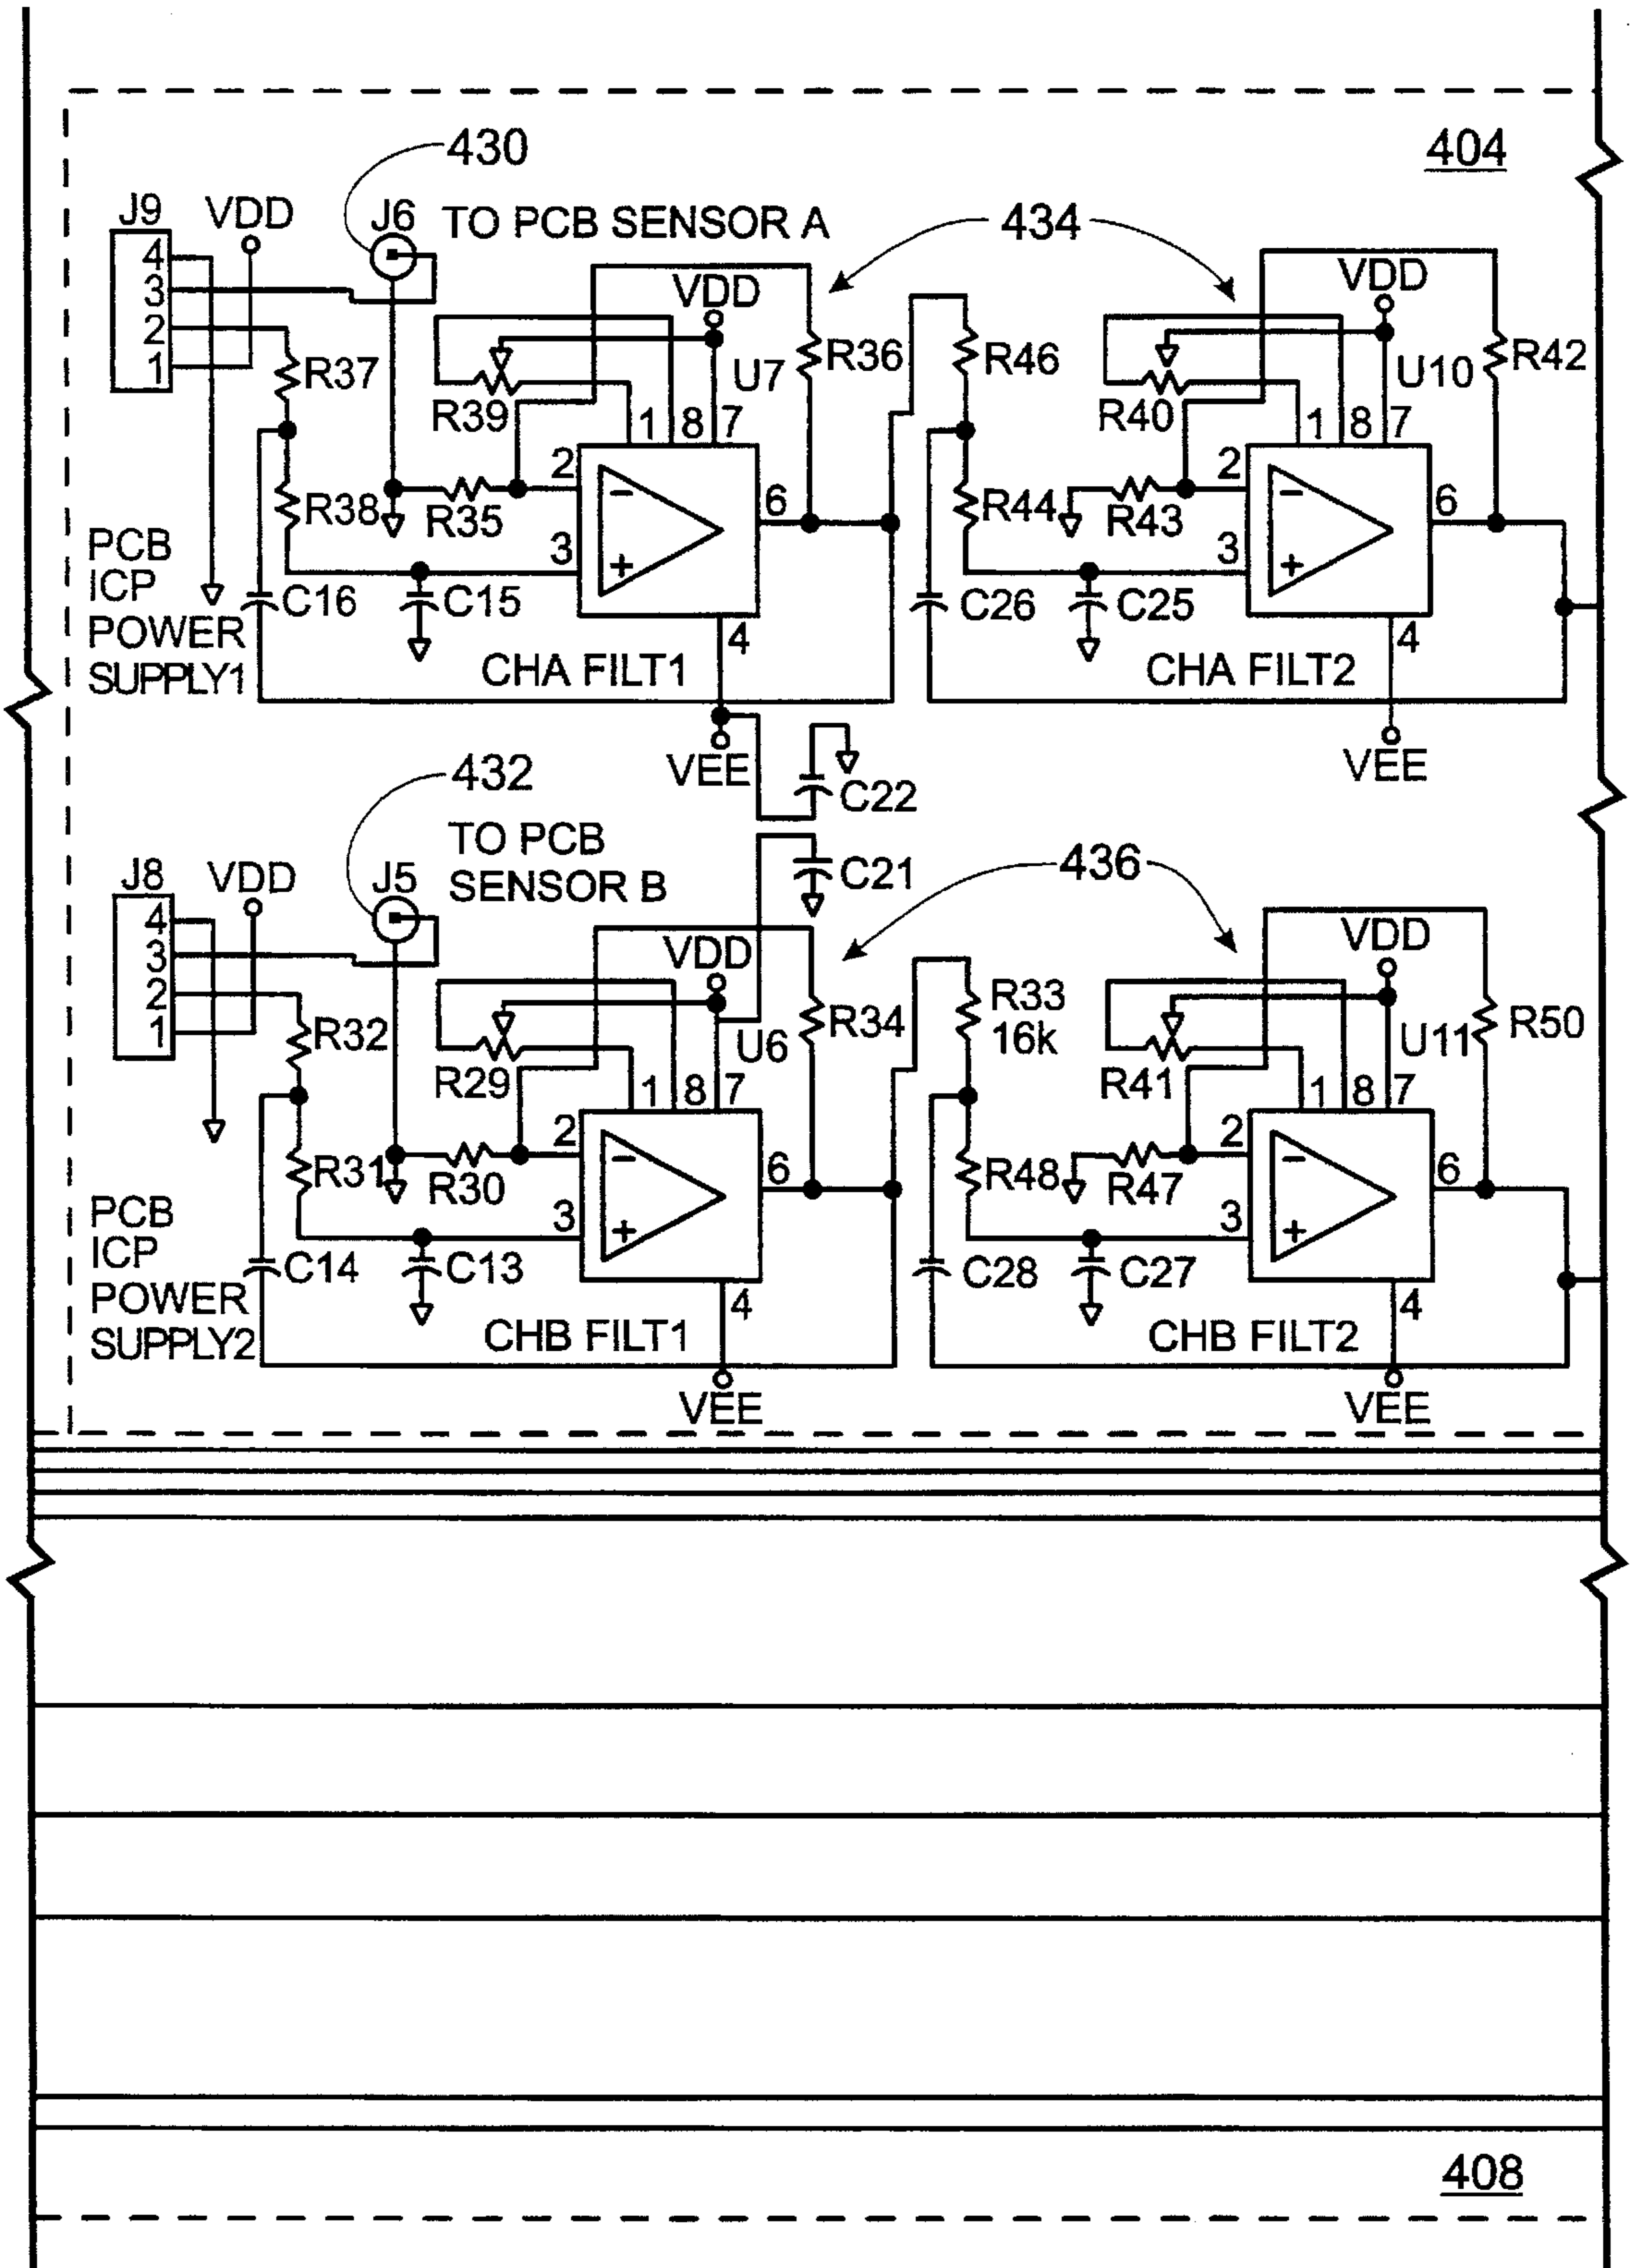 430
404
J9
VDD
J6
TO PCB SENSOR A
434
4
3
2
1
VDD
VDD
R37
R39
U7
R36
R46
R40
U10
R42
1
8
7
1
8
7
2
6
2
6
R38
R35
R44
R43
PCB
ICP
POWER
SUPPLY1
3
3
−
+
−
+
C16
C15
C26
C25
4
4
CHA FILT1
CHA FILT2
VEE
VEE
432
C22
TO PCB
SENSOR B
C21
436
J8
VDD
J5
4
3
2
1
VDD
VDD
R32
R29
U6
R34
R33
16k
R41
U11
R50
1
8
7
1
8
7
2
6
2
6
R31
R30
R48
R47
PCB
ICP
POWER
SUPPLY2
3
3
−
+
−
+
C14
C13
C28
C27
4
4
CHB FILT1
CHB FILT2
VEE
VEE
408